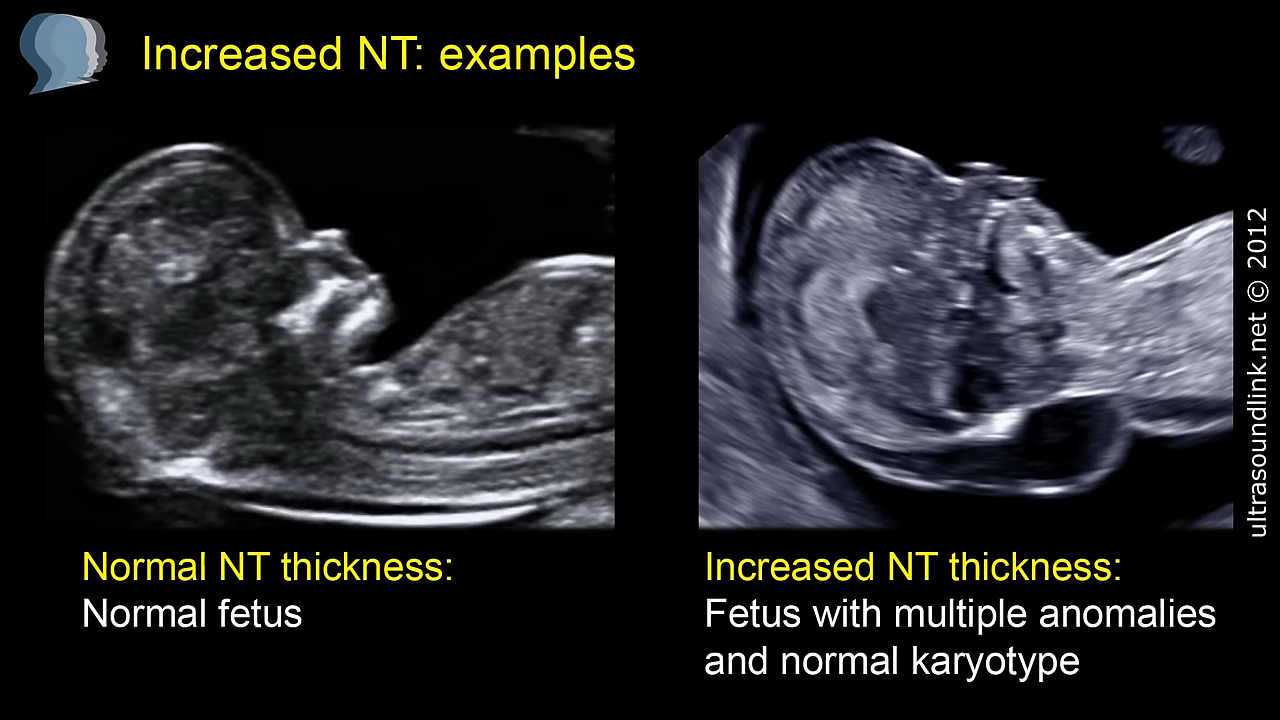 Increased NT: examples
Normal NT thickness:
Normal fetus
Increased NT thickness:
Fetus with multiple anomalies
and normal karyotype
ultrasoundlink.net © 2012